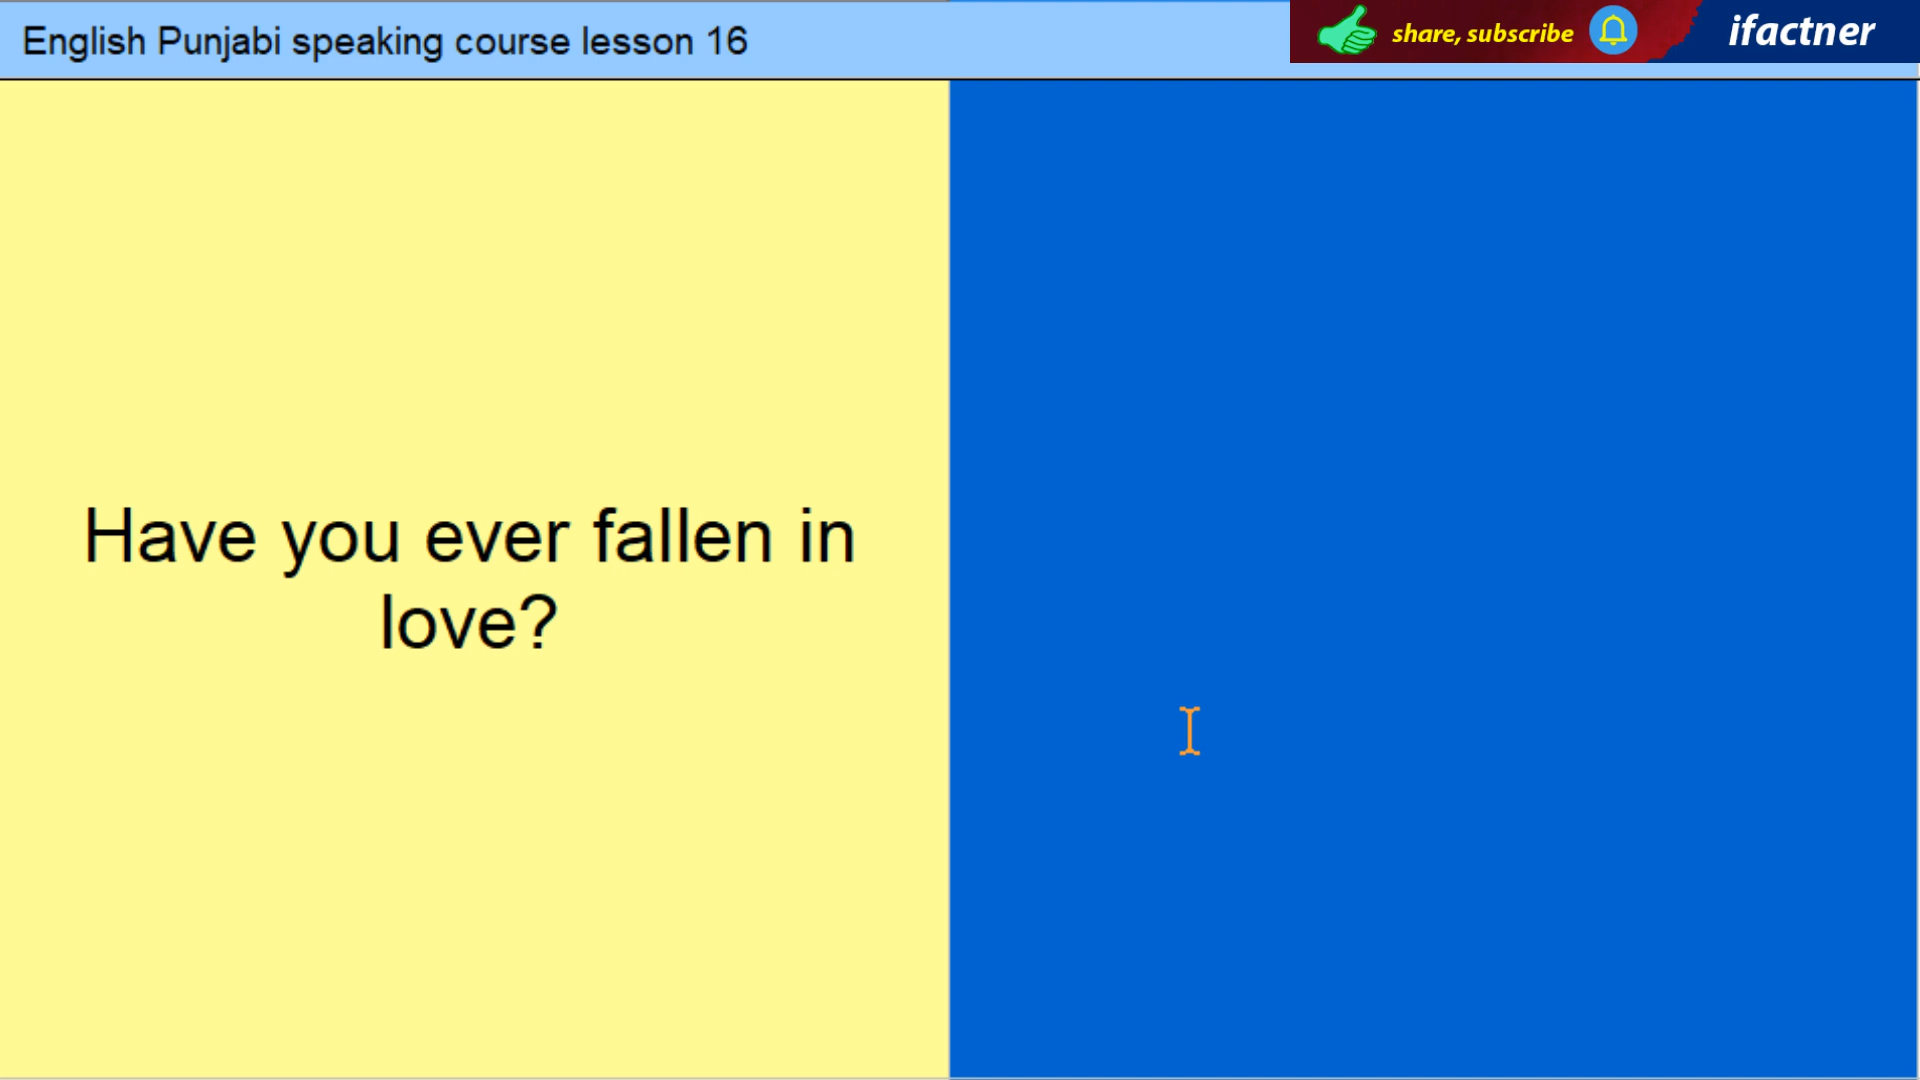 English Punjabi speaking course lesson 16
share, subscribe
ifactner
Have you ever fallen in
love?